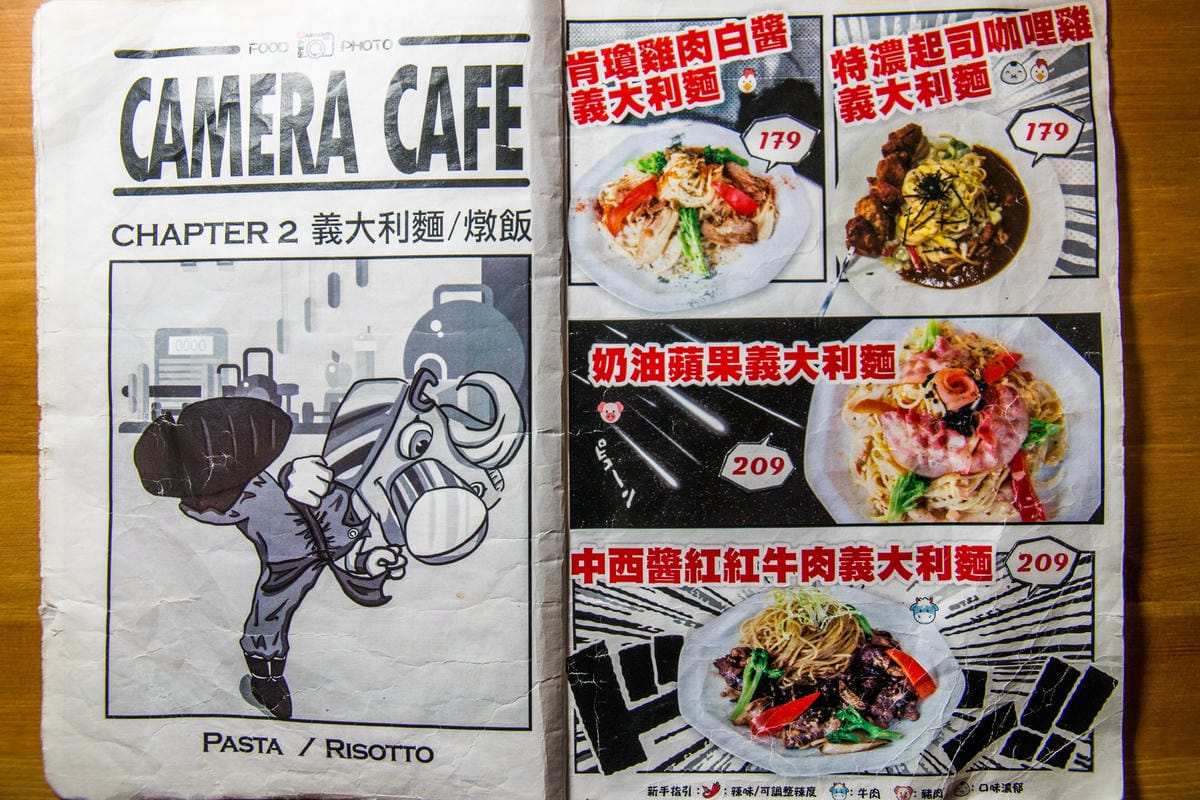 FOOD PHOTO
CAMERA CAFE
CHAPTER 2 義大利麵/燉飯
0000
PASTA / RISOTTO
肯瓊雞肉白醬
義大利麵
179
特濃起司咖哩雞
義大利麵
179
奶油蘋果義大利麵
ピューン
209
中西醬紅紅牛肉義大利麵
209
新手指引： ：辣味/可調整辣度 ：牛肉 ：豬肉 ：口味濃郁